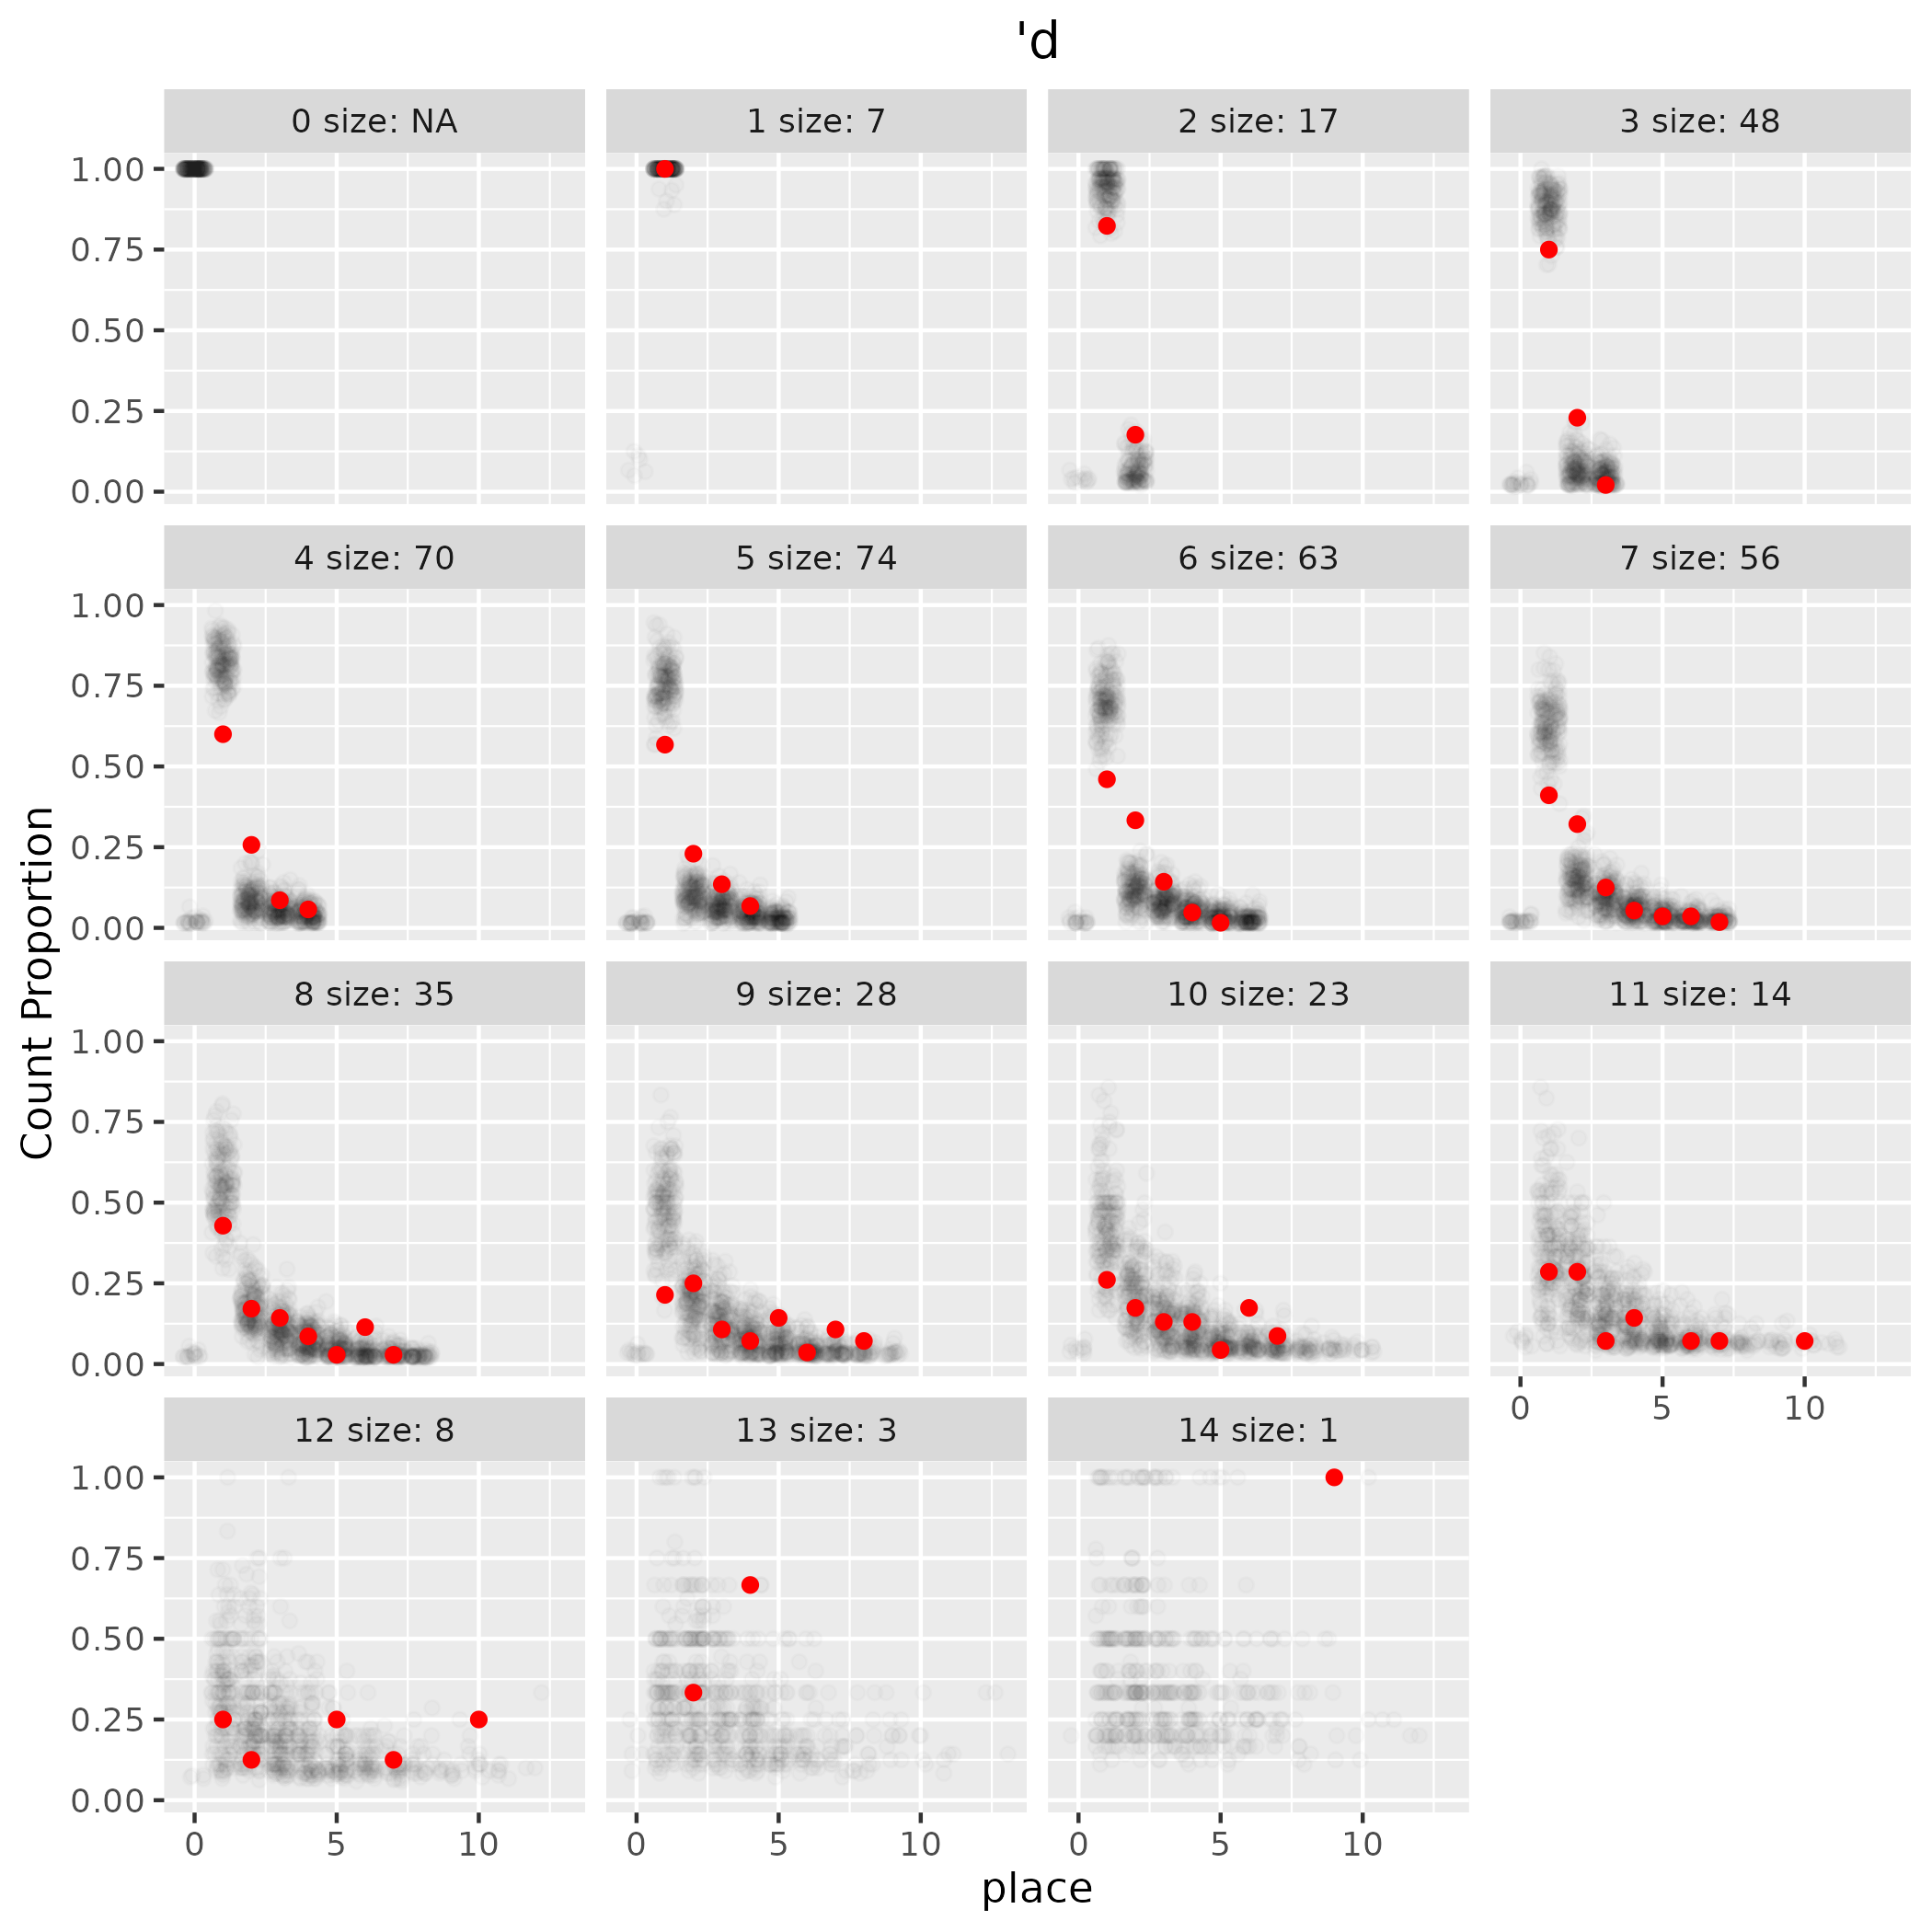 'd
0 size: NA
1 size: 7
2 size: 17
3 size: 48
1.00
0.75
0.50
0.25
0.00
4 size: 70
5 size: 74
6 size: 63
7 size: 56
1.00
0.75
0.50
0.25
0.00
Count Proportion
8 size: 35
9 size: 28
10 size: 23
11 size: 14
1.00
0.75
0.50
0.25
0.00
0 5 10
12 size: 8
13 size: 3
14 size: 1
1.00
0.75
0.50
0.25
0.00
0 5 10
0 5 10
0 5 10
place